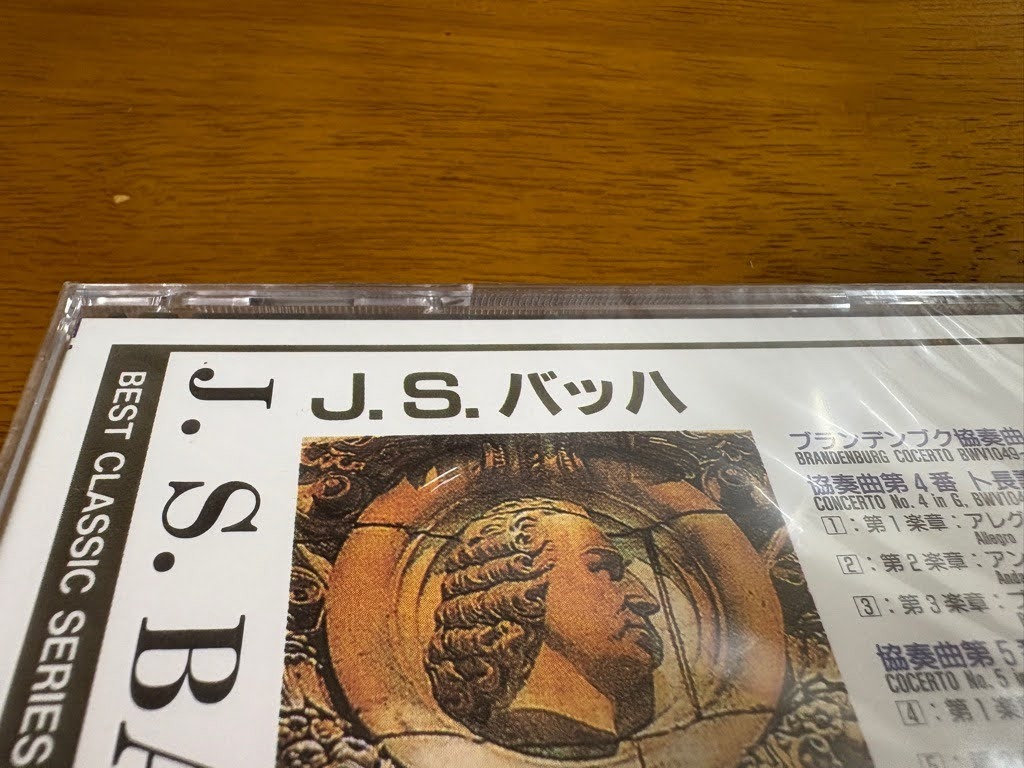 BEST CLASSIC SERIES
J. S. BA
J. S. バッハ
ブランデンブク協奏曲
BRANDENBURG COCERTO BWV1049-
協奏曲第4番 ト長
CONCERTO No. 4 in G. BWV104
1:第1楽章:アレグ
Allegro
2:第2楽章:アン
Anda
3:第3楽章:
協奏曲第5
COCERTO No. 5 i
4:第1楽
5: